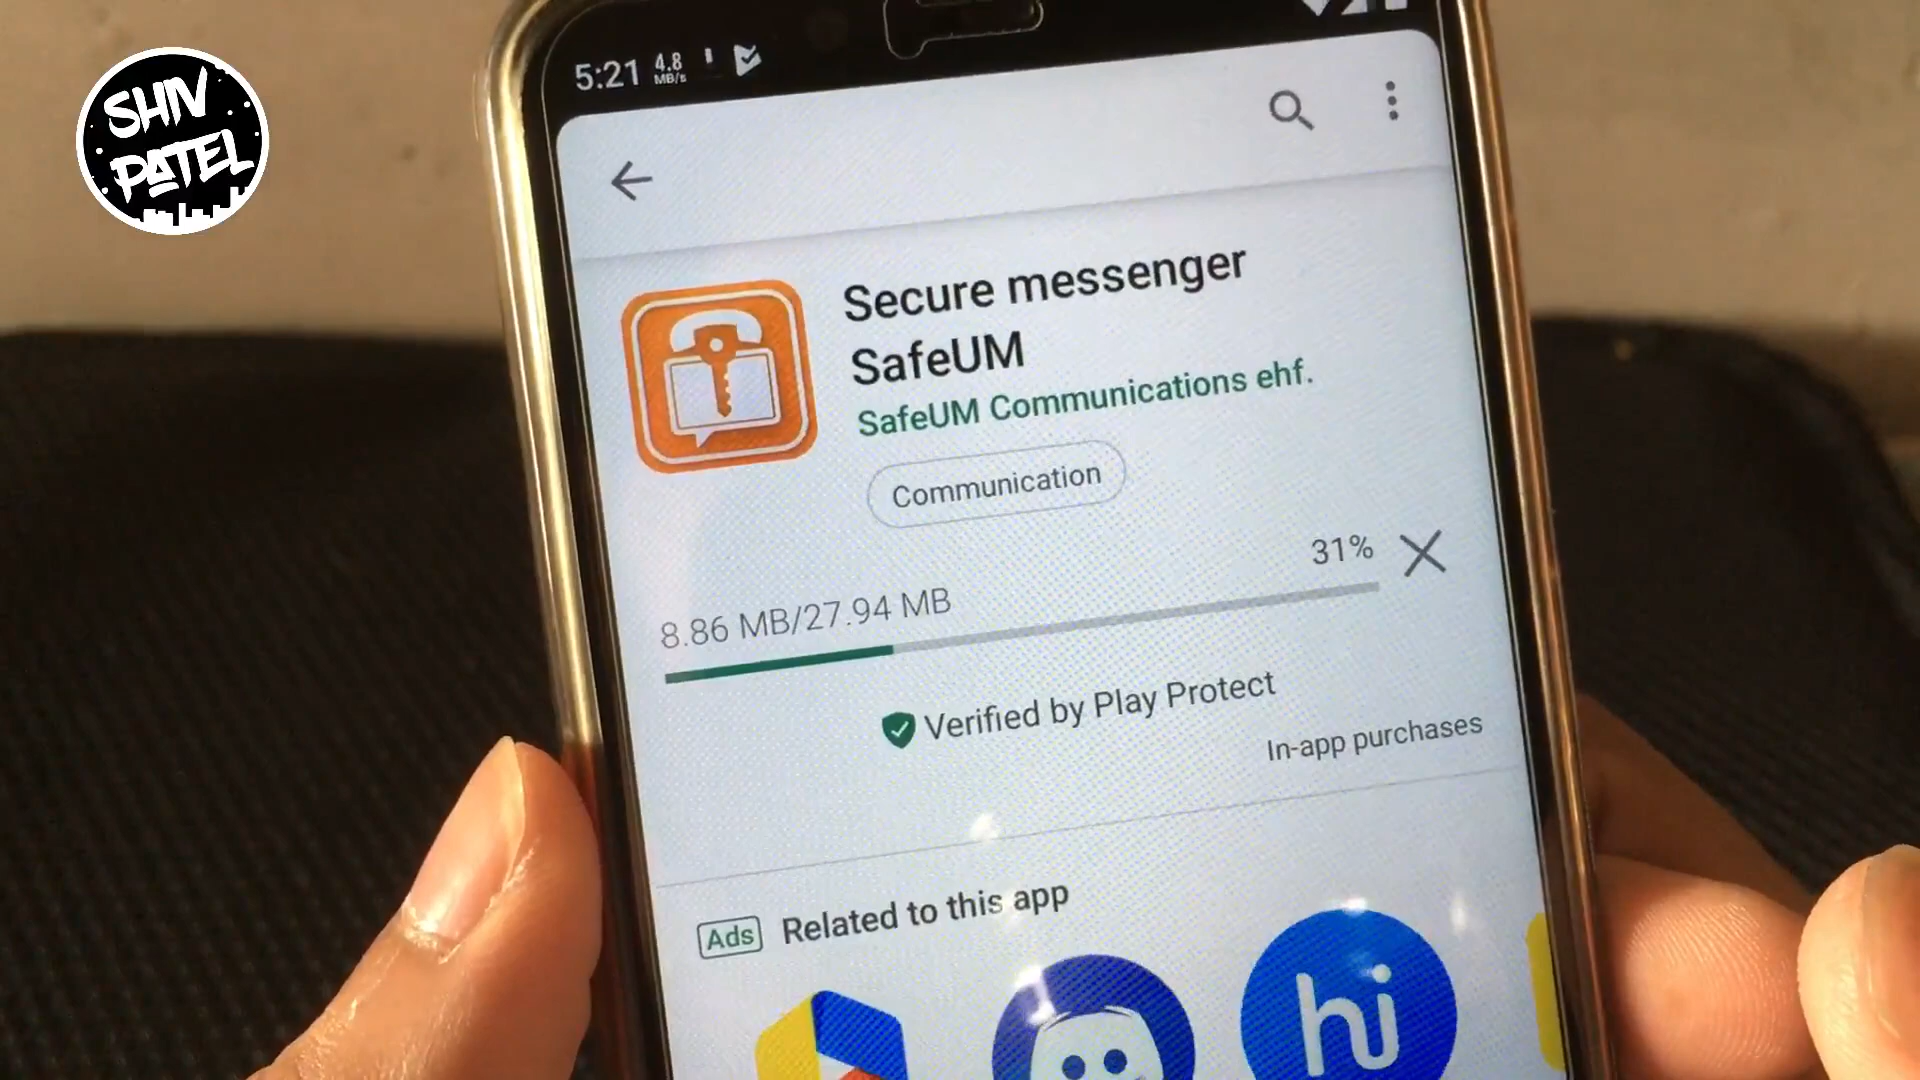 SHIV
PATEL
5:21
4.8
MB/s
Secure messenger
SafeUM
SafeUM Communications ehf.
Communication
31%
8.86 MB/27.94 MB
Verified by Play Protect
In-app purchases
Ads Related to this app
hi